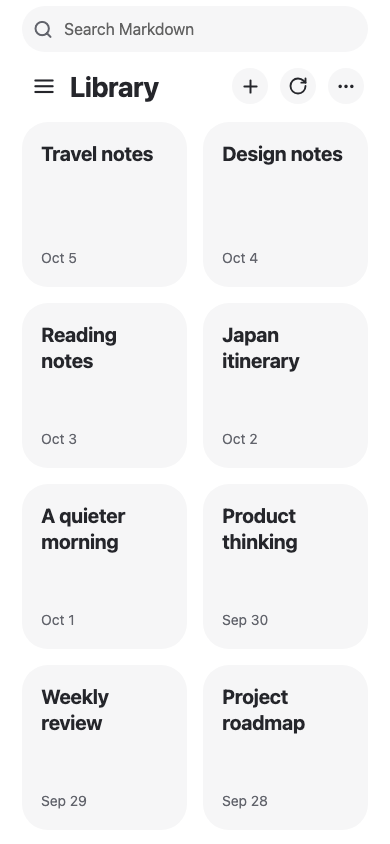 Search Markdown
Library
Travel notes
Oct 5
Design notes
Oct 4
Reading
notes
Oct 3
Japan
itinerary
Oct 2
A quieter
morning
Oct 1
Product
thinking
Sep 30
Weekly
review
Sep 29
Project
roadmap
Sep 28